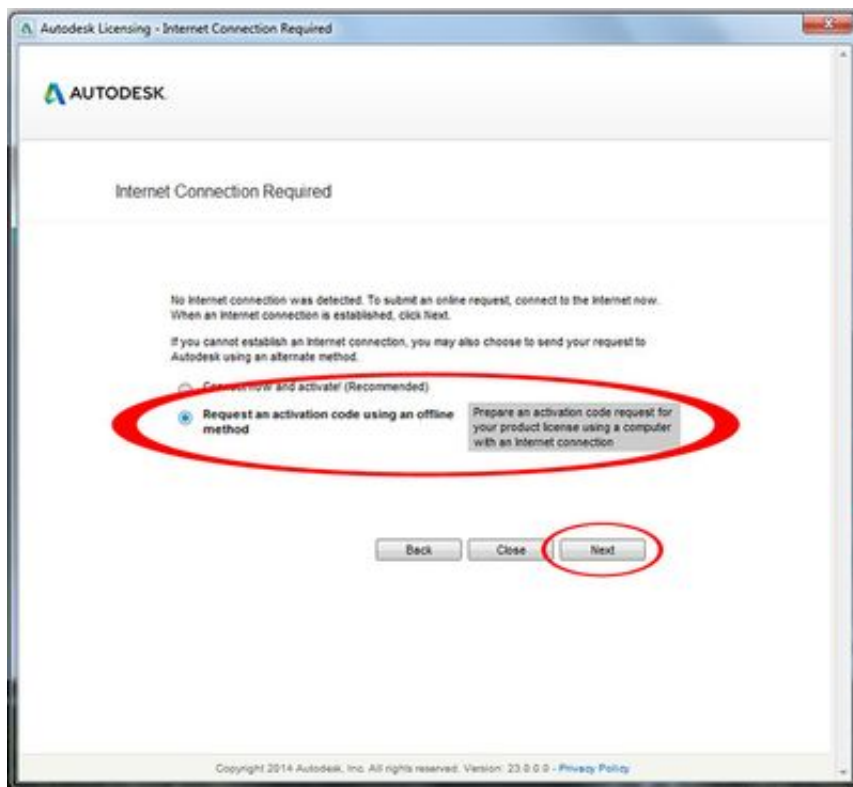 Autodesk Licensing - Internet Connection Required
AUTODESK
Internet Connection Required
No Internet connection was detected. To submit an online request, connect to the Internet now.
When an Internet connection is established, click Next.
If you cannot establish an Internet connection, you may also choose to send your request to
Autodesk using an alternate method.
Connect now and activate! (Recommended)
Request an activation code using an offline
method
Prepare an activation code request for
your product license using a computer
with an Internet connection
Back Close Next
Copyright 2014 Autodesk, Inc. All rights reserved. Version: 23.0.0.0 - Privacy Policy